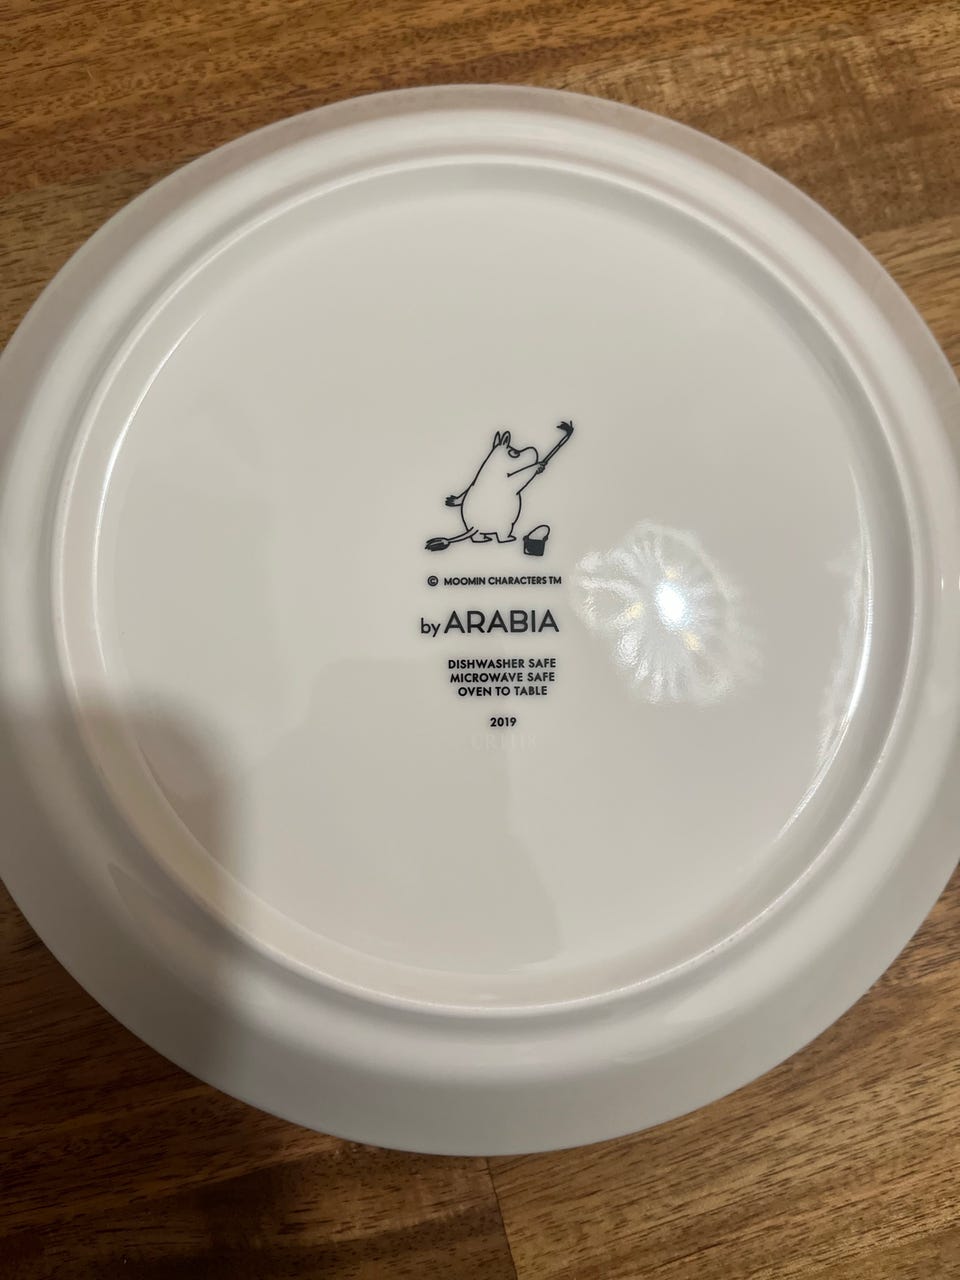 © MOOMIN CHARACTERS TM
by ARABIA
DISHWASHER SAFE
MICROWAVE SAFE
OVEN TO TABLE
2019